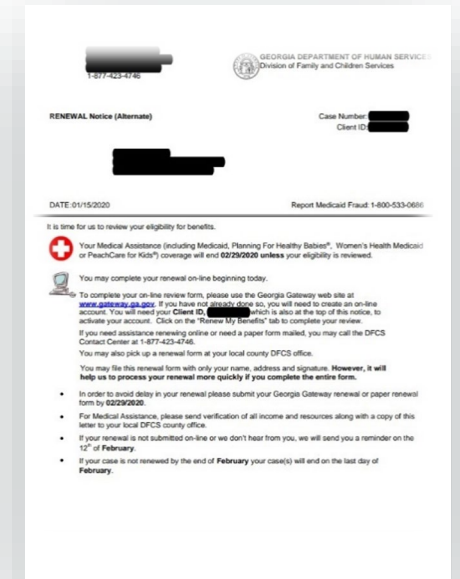 GEORGIA DEPARTMENT OF HUMAN SERVICES
Division of Family and Children Services
1-877-423-4746
RENEWAL Notice (Alternate)
Case Number:
Client ID:
DATE:01/15/2020
Report Medicaid Fraud: 1-800-533-0686
It is time for us to review your eligibility for benefits.
Your Medical Assistance (including Medicaid, Planning For Healthy Babies®, Women's Health Medicaid
or PeachCare for Kids®) coverage will end 02/29/2020 unless your eligibility is reviewed.
You may complete your renewal on-line beginning today.
To complete your on-line review form, please use the Georgia Gateway web site at
www.gateway.ga.gov. If you have not already done so, you will need to create an on-line
account. You will need your Client ID, which is also at the top of this notice, to
activate your account. Click on the "Renew My Benefits" tab to complete your review.
If you need assistance renewing online or need a paper form mailed, you may call the DFCS
Contact Center at 1-877-423-4746.
You may also pick up a renewal form at your local county DFCS office.
You may file this renewal form with only your name, address and signature. However, it will
help us to process your renewal more quickly if you complete the entire form.
• In order to avoid delay in your renewal please submit your Georgia Gateway renewal or paper renewal
form by 02/29/2020.
• For Medical Assistance, please send verification of all income and resources along with a copy of this
letter to your local DFCS county office.
• If your renewal is not submitted on-line or we don't hear from you, we will send you a reminder on the
12th of February.
• If your case is not renewed by the end of February your case(s) will end on the last day of
February.